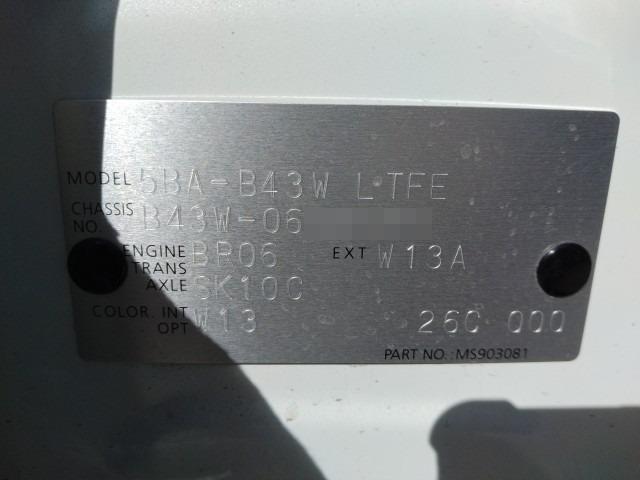 MODEL 5BA-B43W LTFE
CHASSIS NO. B43W-06
ENGINE BR06 EXT W13A
TRANS AXLE SK10C
COLOR. INT W13
OPT 26C 000
PART NO.:MS903081